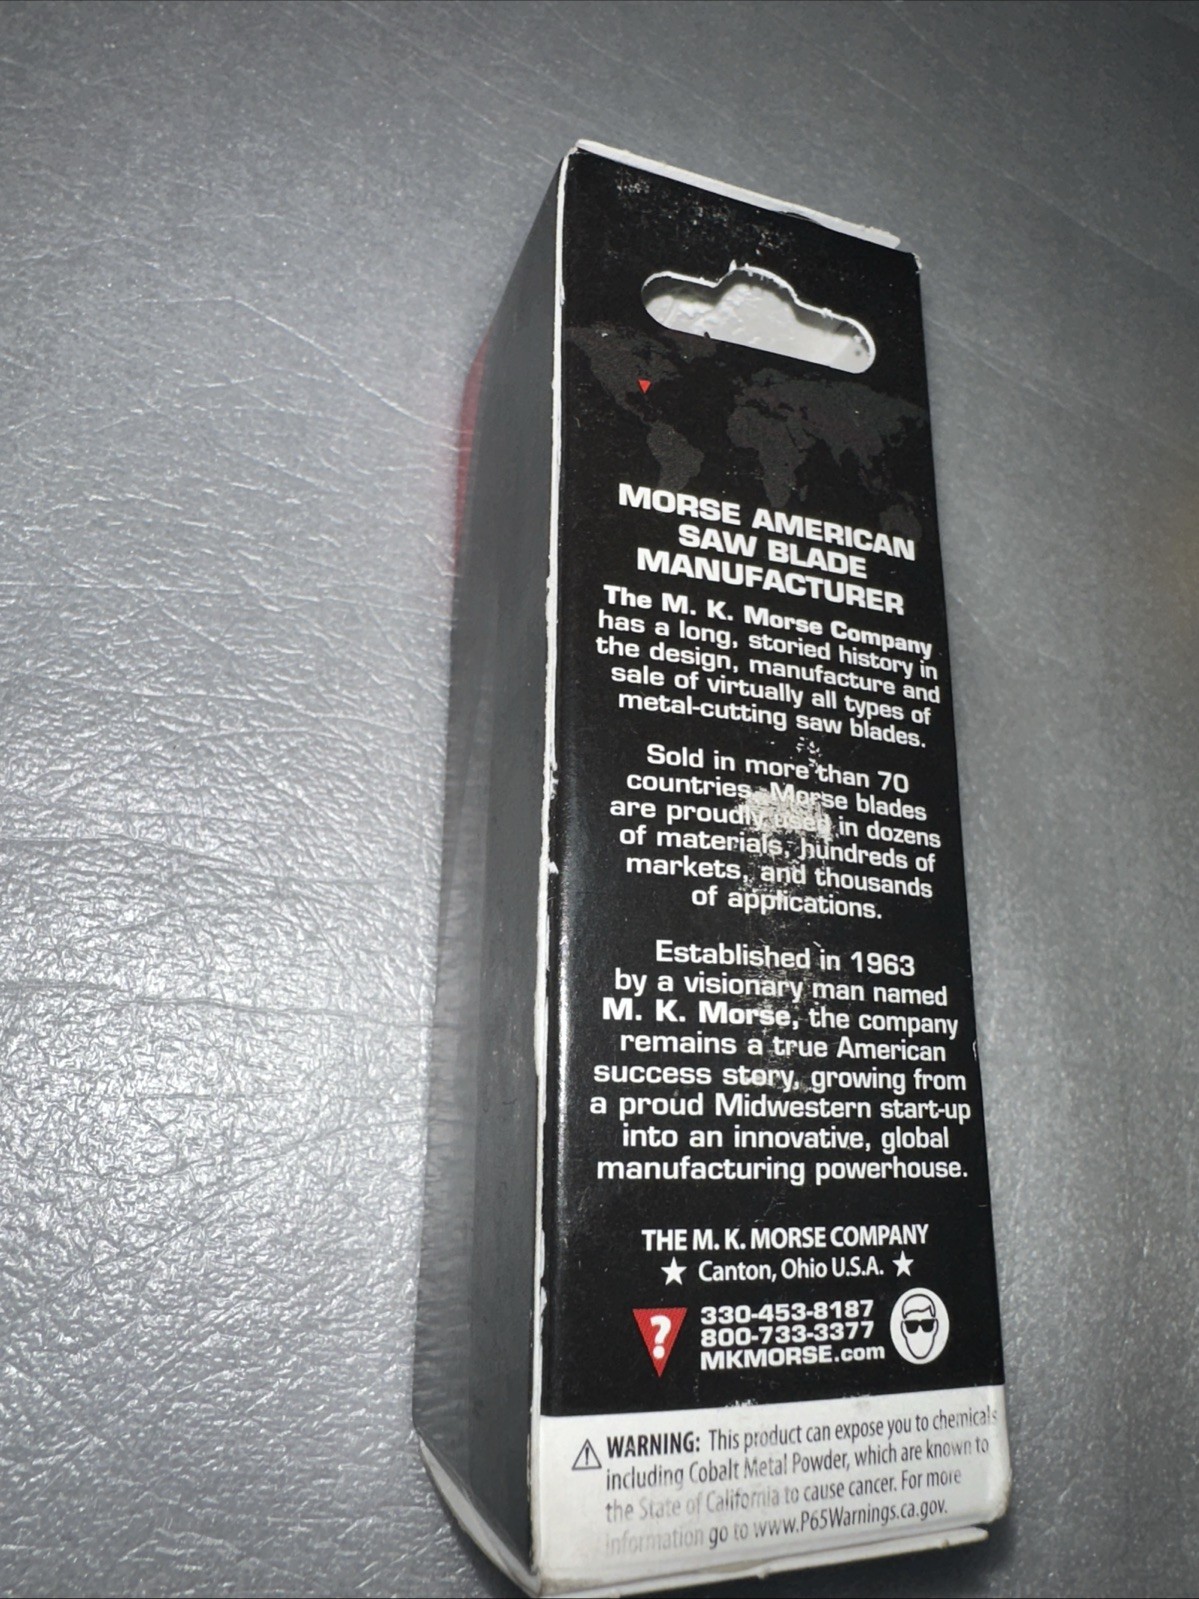 MORSE AMERICAN
SAW BLADE
MANUFACTURER
The M. K. Morse Company
has a long, storied history in
the design, manufacture and
sale of virtually all types of
metal-cutting saw blades.
Sold in more than 70
countries, Morse blades
are proudly used in dozens
of materials, hundreds of
markets, and thousands
of applications.
Established in 1963
by a visionary man named
M. K. Morse, the company
remains a true American
success story, growing from
a proud Midwestern start-up
into an innovative, global
manufacturing powerhouse.
THE M. K. MORSE COMPANY
★ Canton, Ohio U.S.A. ★
?
330-453-8187
800-733-3377
MKMORSE.com
⚠ WARNING: This product can expose you to chemicals
including Cobalt Metal Powder, which are known to
the State of California to cause cancer. For more
information go to www.P65Warnings.ca.gov.